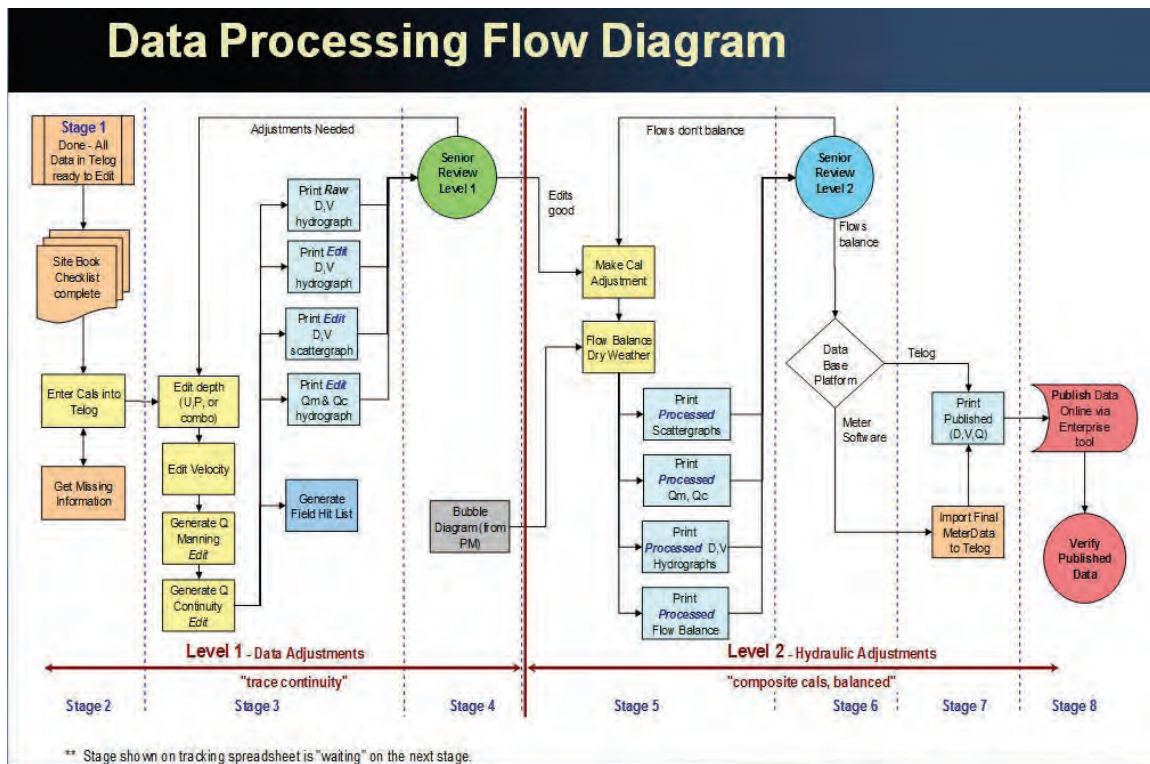 Data Processing Flow Diagram
Stage 1
Done - All
Data in Telog
ready to Edit
Site Book
Checklist
complete
Enter Cals into
Telog
Get Missing
Information
Adjustments Needed
Edit depth
(U,P, or
combo)
Edit Velocity
Generate Q
Manning
Edit
Generate Q
Continuity
Edit
Print Raw
D,V
hydrograph
Print Edit
D,V
hydrograph
Print Edit
D,V
scattergraph
Print Edit
Qm & Qc
hydrograph
Generate
Field Hit List
Senior
Review
Level 1
Edits
good
Bubble
Diagram (from
PM)
Flows don't balance
Make Cal
Adjustment
Flow Balance
Dry Weather
Print
Processed
Scattergraphs
Print
Processed
Qm, Qc
Print
Processed D,V
Hydrographs
Print
Processed
Flow Balance
Senior
Review
Level 2
Flows
balance
Data
Base
Platform
Telog
Meter
Software
Print
Published
(D,V,Q)
Import Final
MeterData
to Telog
Publish Data
Online via
Enterprise
tool
Verify
Published
Data
Level 1 - Data Adjustments
"trace continuity"
Level 2 - Hydraulic Adjustments
"composite cals, balanced"
Stage 2
Stage 3
Stage 4
Stage 5
Stage 6
Stage 7
Stage 8
** Stage shown on tracking spreadsheet is "waiting" on the next stage.